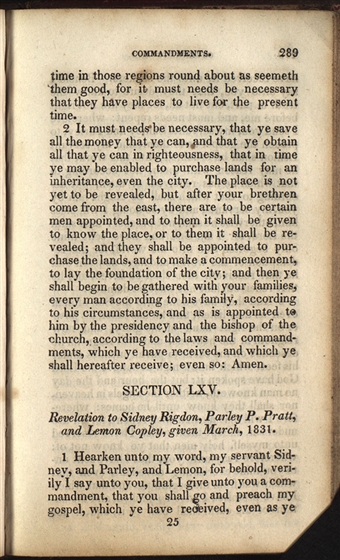 COMMANDMENTS. 289
time in those regions round about as seemeth
them good, for it must needs be necessary
that they have places to live for the present
time.
2 It must needs be necessary, that ye save
all the money that ye can, and that ye obtain
all that ye can in righteousness, that in time
ye may be enabled to purchase lands for an
inheritance, even the city. The place is not
yet to be revealed, but after your brethren
come from the east, there are to be certain
men appointed, and to them it shall be given
to know the place, or to them it shall be re-
vealed; and they shall be appointed to pur-
chase the lands, and to make a commencement,
to lay the foundation of the city; and then ye
shall begin to be gathered with your families,
every man according to his family, according
to his circumstances, and as is appointed to
him by the presidency and the bishop of the
church, according to the laws and command-
ments, which ye have received, and which ye
shall hereafter receive; even so: Amen.
SECTION LXV.
Revelation to Sidney Rigdon, Parley P. Pratt,
and Lemon Copley, given March, 1831.
1 Hearken unto my word, my servant Sid-
ney, and Parley, and Lemon, for behold, veri-
ily I say unto you, that I give unto you a com-
mandment, that you shall go and preach my
gospel, which ye have received, even as ye
25